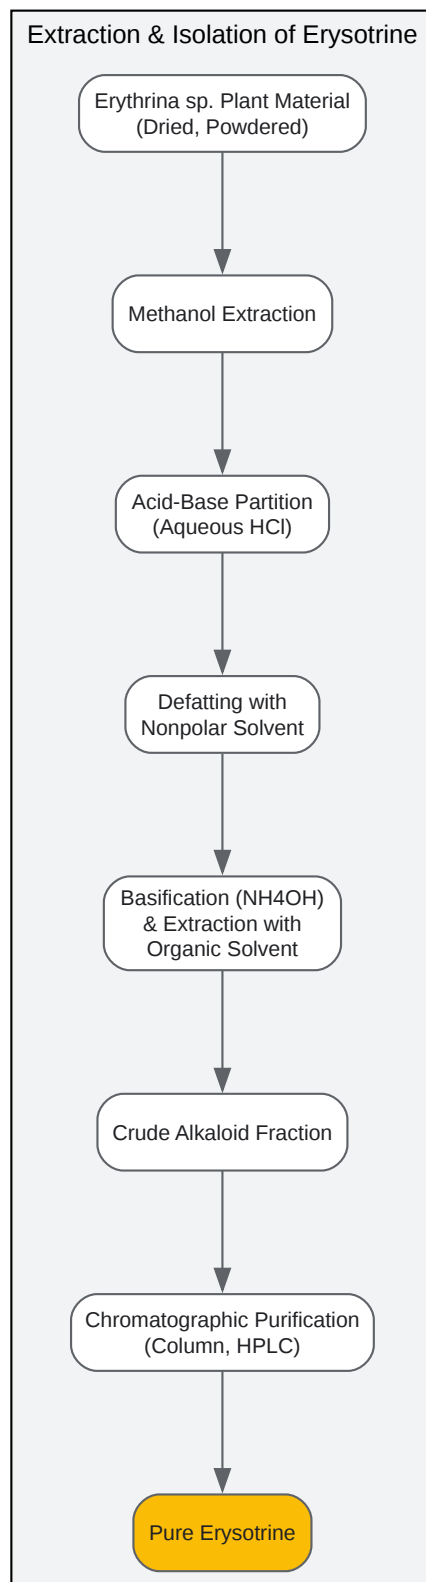 Extraction & Isolation of Erysotrine
Erythrina sp. Plant Material
(Dried, Powdered)
Methanol Extraction
Acid-Base Partition
(Aqueous HCl)
Defatting with
Nonpolar Solvent
Basification (NH4OH)
& Extraction with
Organic Solvent
Crude Alkaloid Fraction
Chromatographic Purification
(Column, HPLC)
Pure Erysotrine